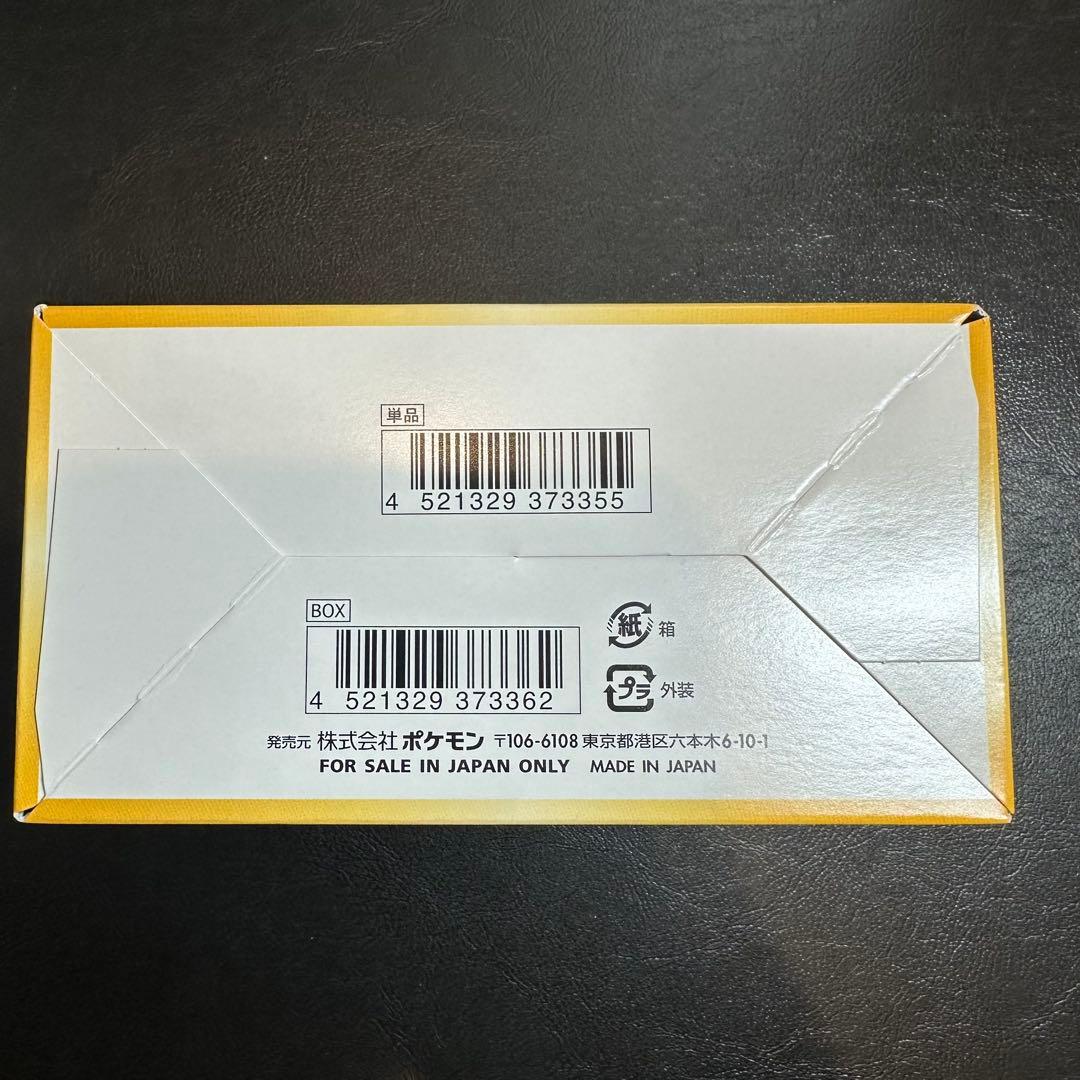 単品
4 521329 373355
BOX
4 521329 373362
紙 箱
プラ 外装
発売元 株式会社 ポケモン 〒106-6108 東京都港区六本木6-10-1
FOR SALE IN JAPAN ONLY MADE IN JAPAN